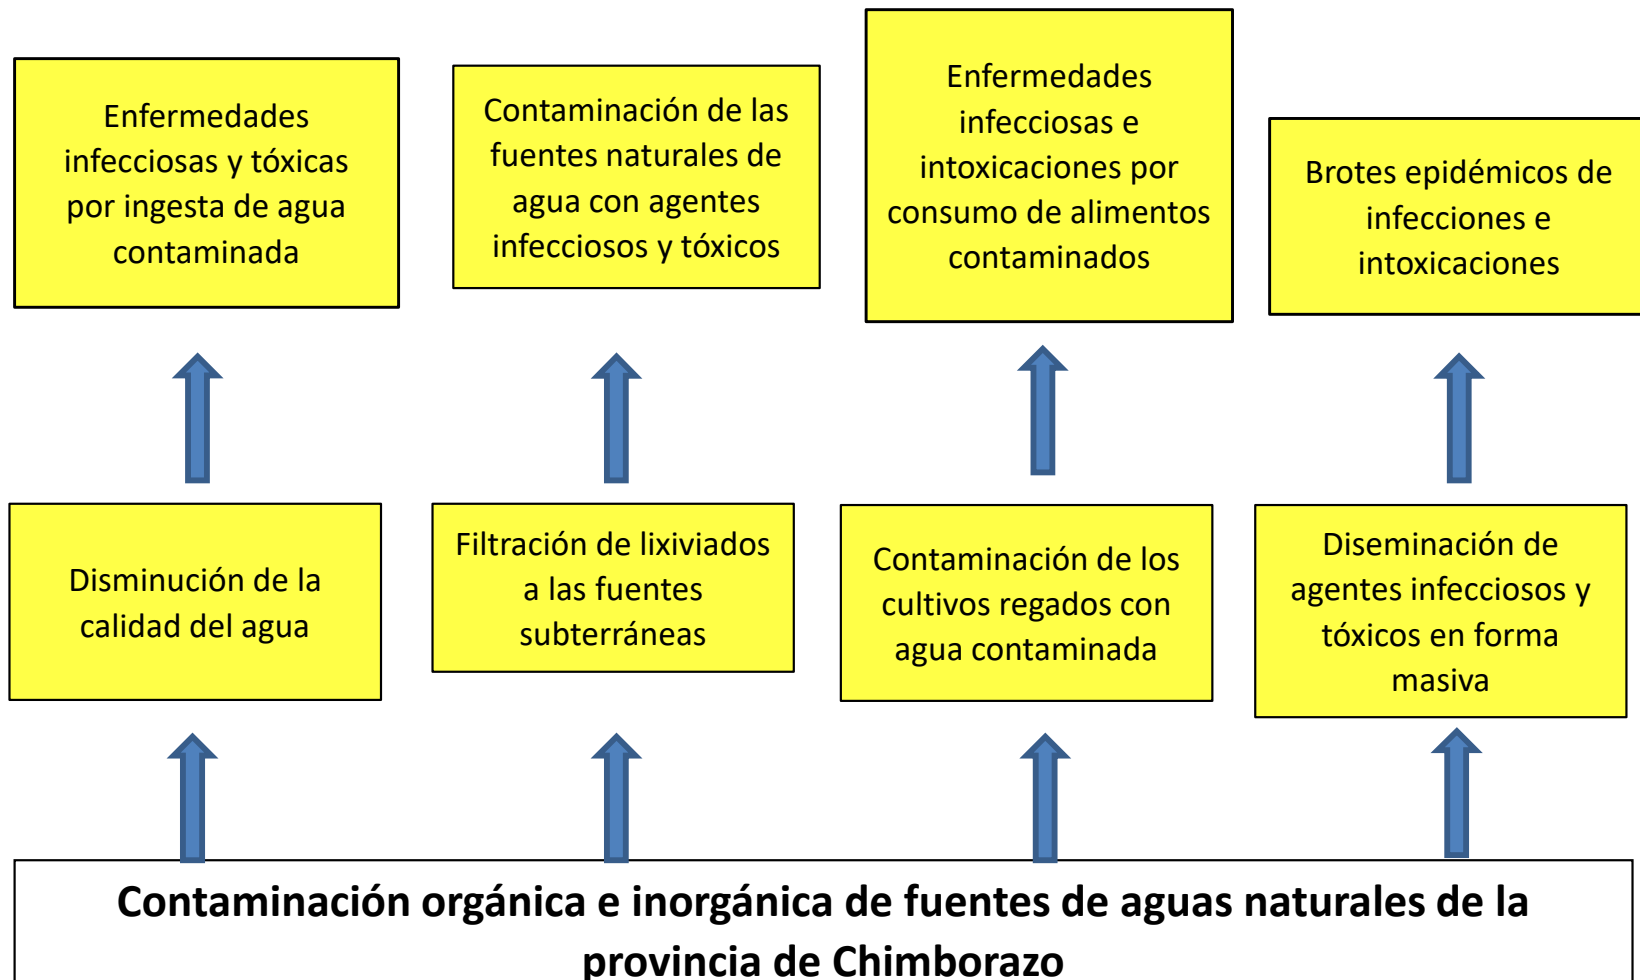 Enfermedades
infecciosas y tóxicas
por ingesta de agua
contaminada
Contaminación de las
fuentes naturales de
agua con agentes
infecciosos y tóxicos
Enfermedades
infecciosas e
intoxicaciones por
consumo de alimentos
contaminados
Brotes epidémicos de
infecciones e
intoxicaciones
Disminución de la
calidad del agua
Filtración de lixiviados
a las fuentes
subterráneas
Contaminación de los
cultivos regados con
agua contaminada
Diseminación de
agentes infecciosos y
tóxicos en forma
masiva
Contaminación orgánica e inorgánica de fuentes de aguas naturales de la
provincia de Chimborazo